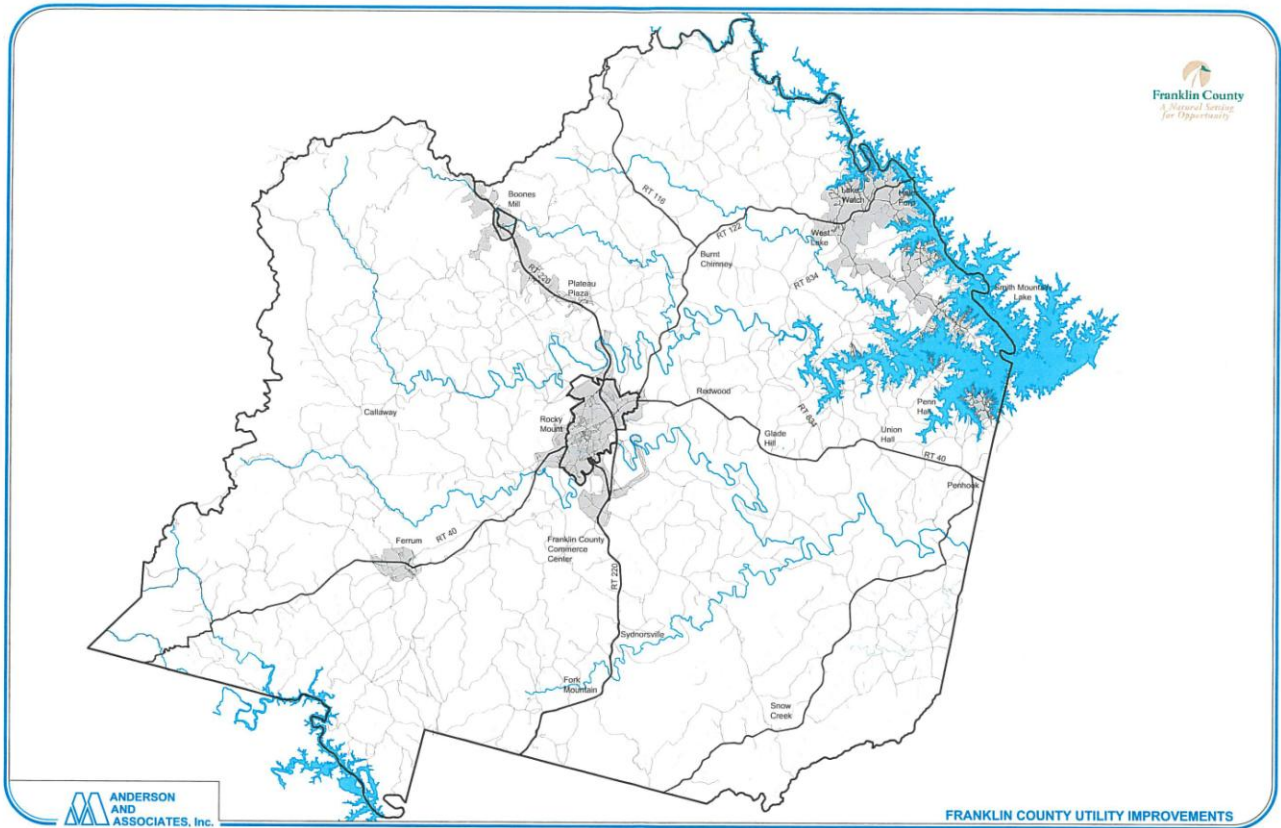 Franklin County
A Natural Setting
for Opportunity
Boones
Mill
RT 116
Lake
Watch
Hales
Ford
RT 122
West
Lake
Burnt
Chimney
RT 220
Plateau
Plaza
RT 834
Smith Mountain
Lake
Callaway
Rocky
Mount
Redwood
RT 834
Penn
Hall
Glade
Hill
Union
Hall
RT 40
Penhook
Ferrum
RT 40
Franklin County
Commerce
Center
RT 220
Sydnorsville
Fork
Mountain
Snow
Creek
ANDERSON
AND
ASSOCIATES, Inc.
FRANKLIN COUNTY UTILITY IMPROVEMENTS